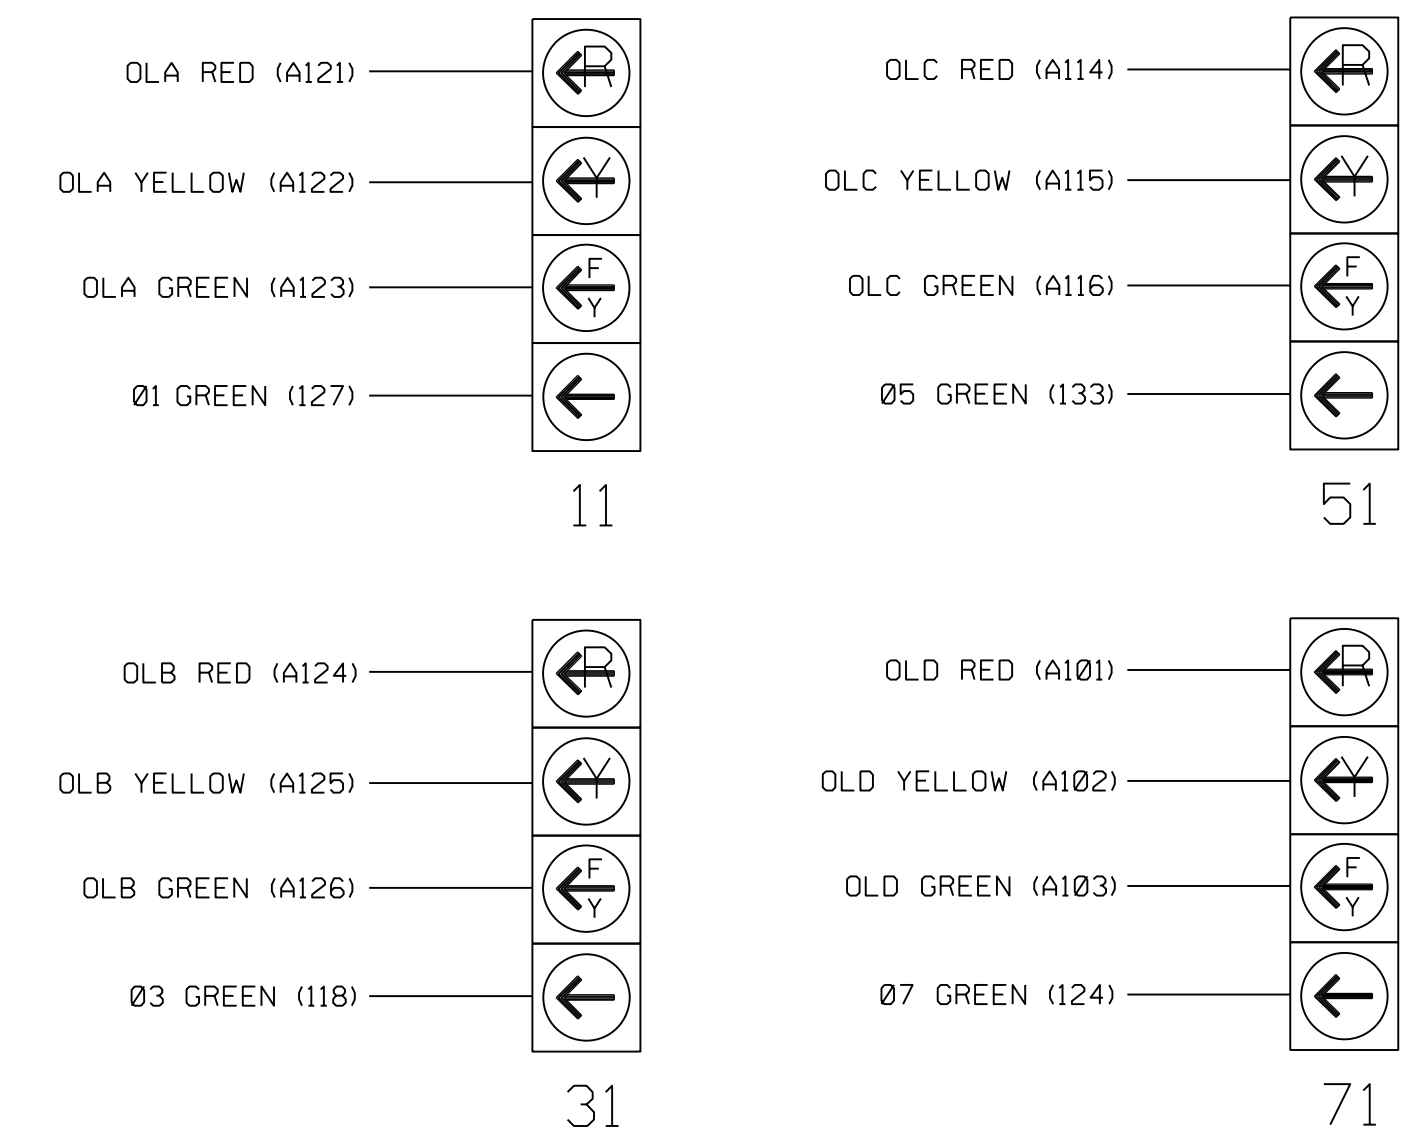 OLA RED (A121)
R
OLA YELLOW (A122)
Y
OLA GREEN (A123)
F
Y
Ø1 GREEN (127)
11
OLC RED (A114)
R
OLC YELLOW (A115)
Y
OLC GREEN (A116)
F
Y
Ø5 GREEN (133)
51
OLB RED (A124)
R
OLB YELLOW (A125)
Y
OLB GREEN (A126)
F
Y
Ø3 GREEN (118)
31
OLD RED (A1Ø1)
R
OLD YELLOW (A1Ø2)
Y
OLD GREEN (A1Ø3)
F
Y
Ø7 GREEN (124)
71